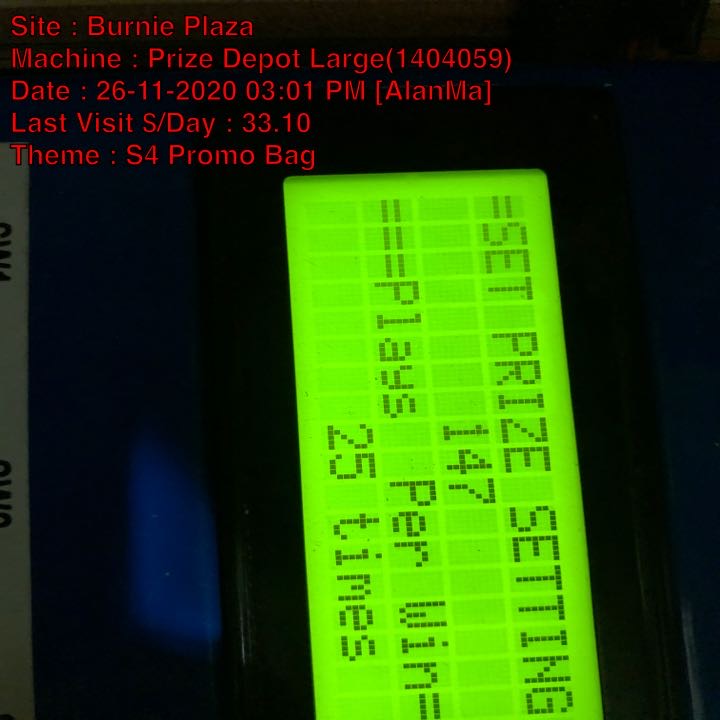 Site : Burnie Plaza
Machine : Prize Depot Large(1404059)
Date : 26-11-2020 03:01 PM [AlanMa]
Last Visit S/Day : 33.10
Theme : S4 Promo Bag
=SET PRIZE SETTING
147
===Plays per win=
25 times